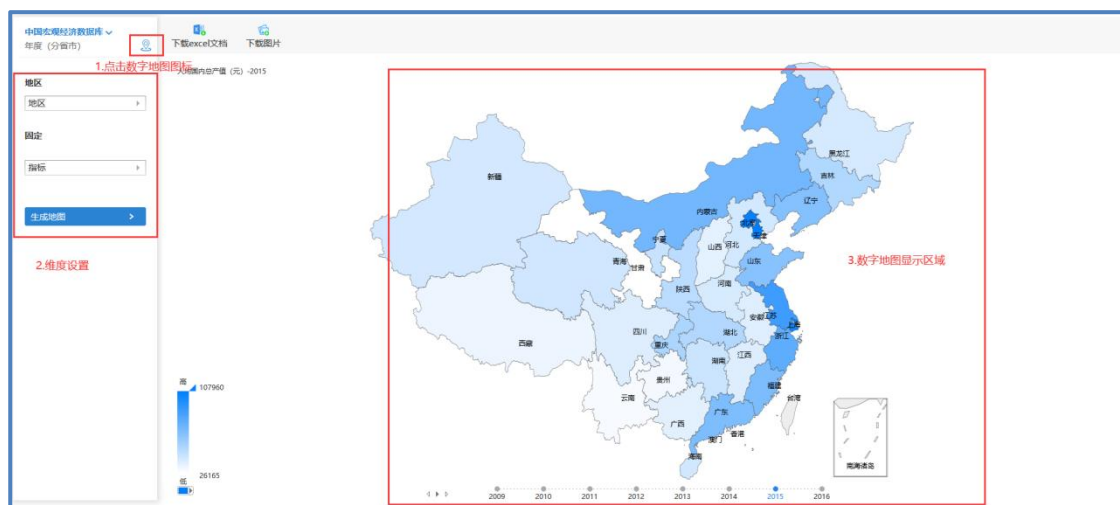 中国宏观经济数据库
年度（分省市）
下载excel文档
下载图片
1.点击数字地图图标
人均国内总产值（元）-2015
地区
地区
固定
指标
生成地图
2.维度设置
3.数字地图显示区域
黑龙江
吉林
辽宁
新疆
内蒙古
北京
天津
宁夏
山西
河北
山东
青海
甘肃
陕西
河南
安徽
江苏
上海
四川
湖北
浙江
西藏
重庆
湖南
江西
贵州
福建
云南
台湾
广西
广东
香港
澳门
海南
南海诸岛
高
107960
26165
低
2009 2010 2011 2012 2013 2014 2015 2016